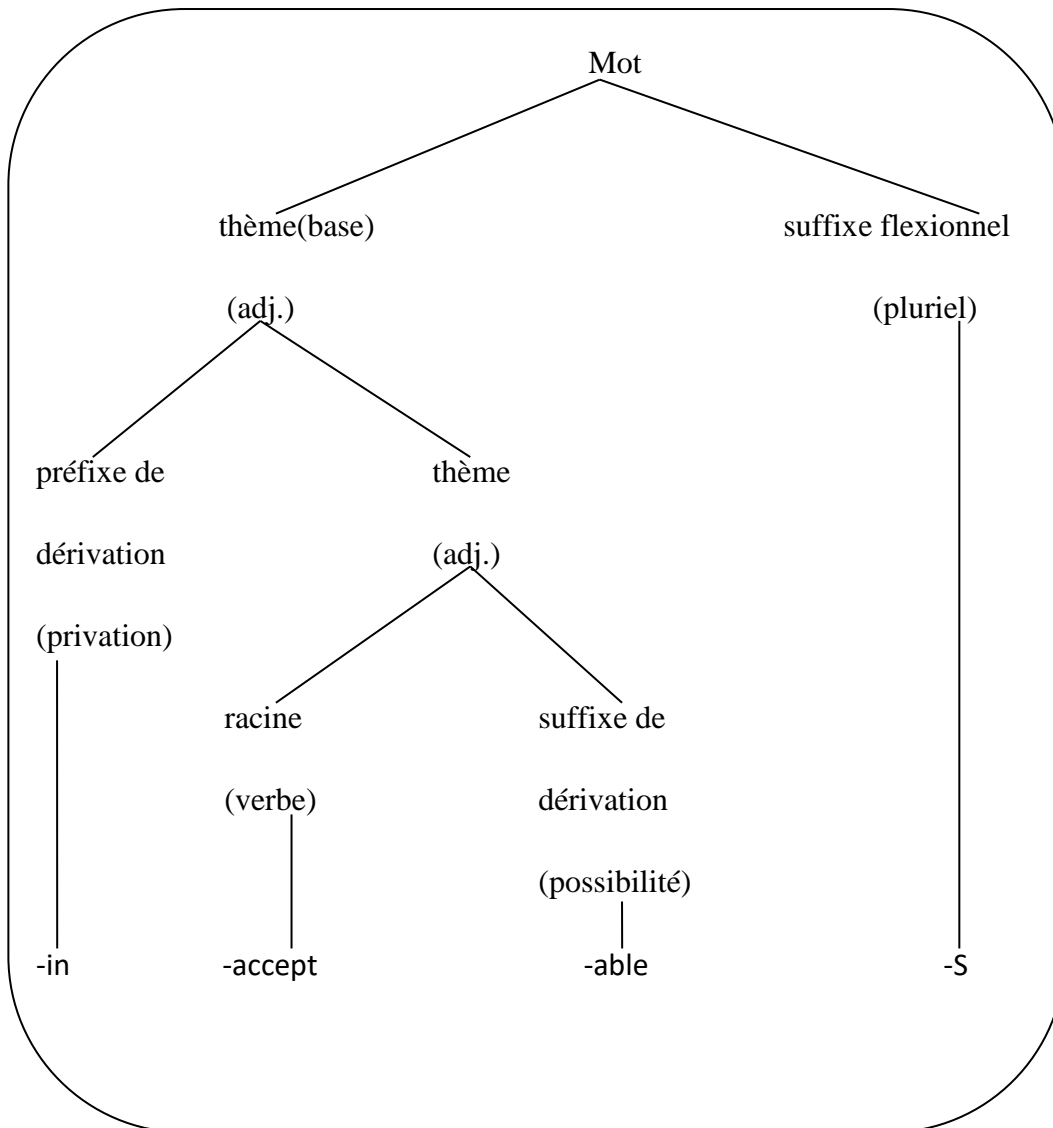 Mot
thème(base) suffixe flexionnel
(adj.) (pluriel)
préfixe de thème
dérivation (adj.)
(privation)
racine suffixe de
(verbe) dérivation
(possibilité)
-in -accept -able -S